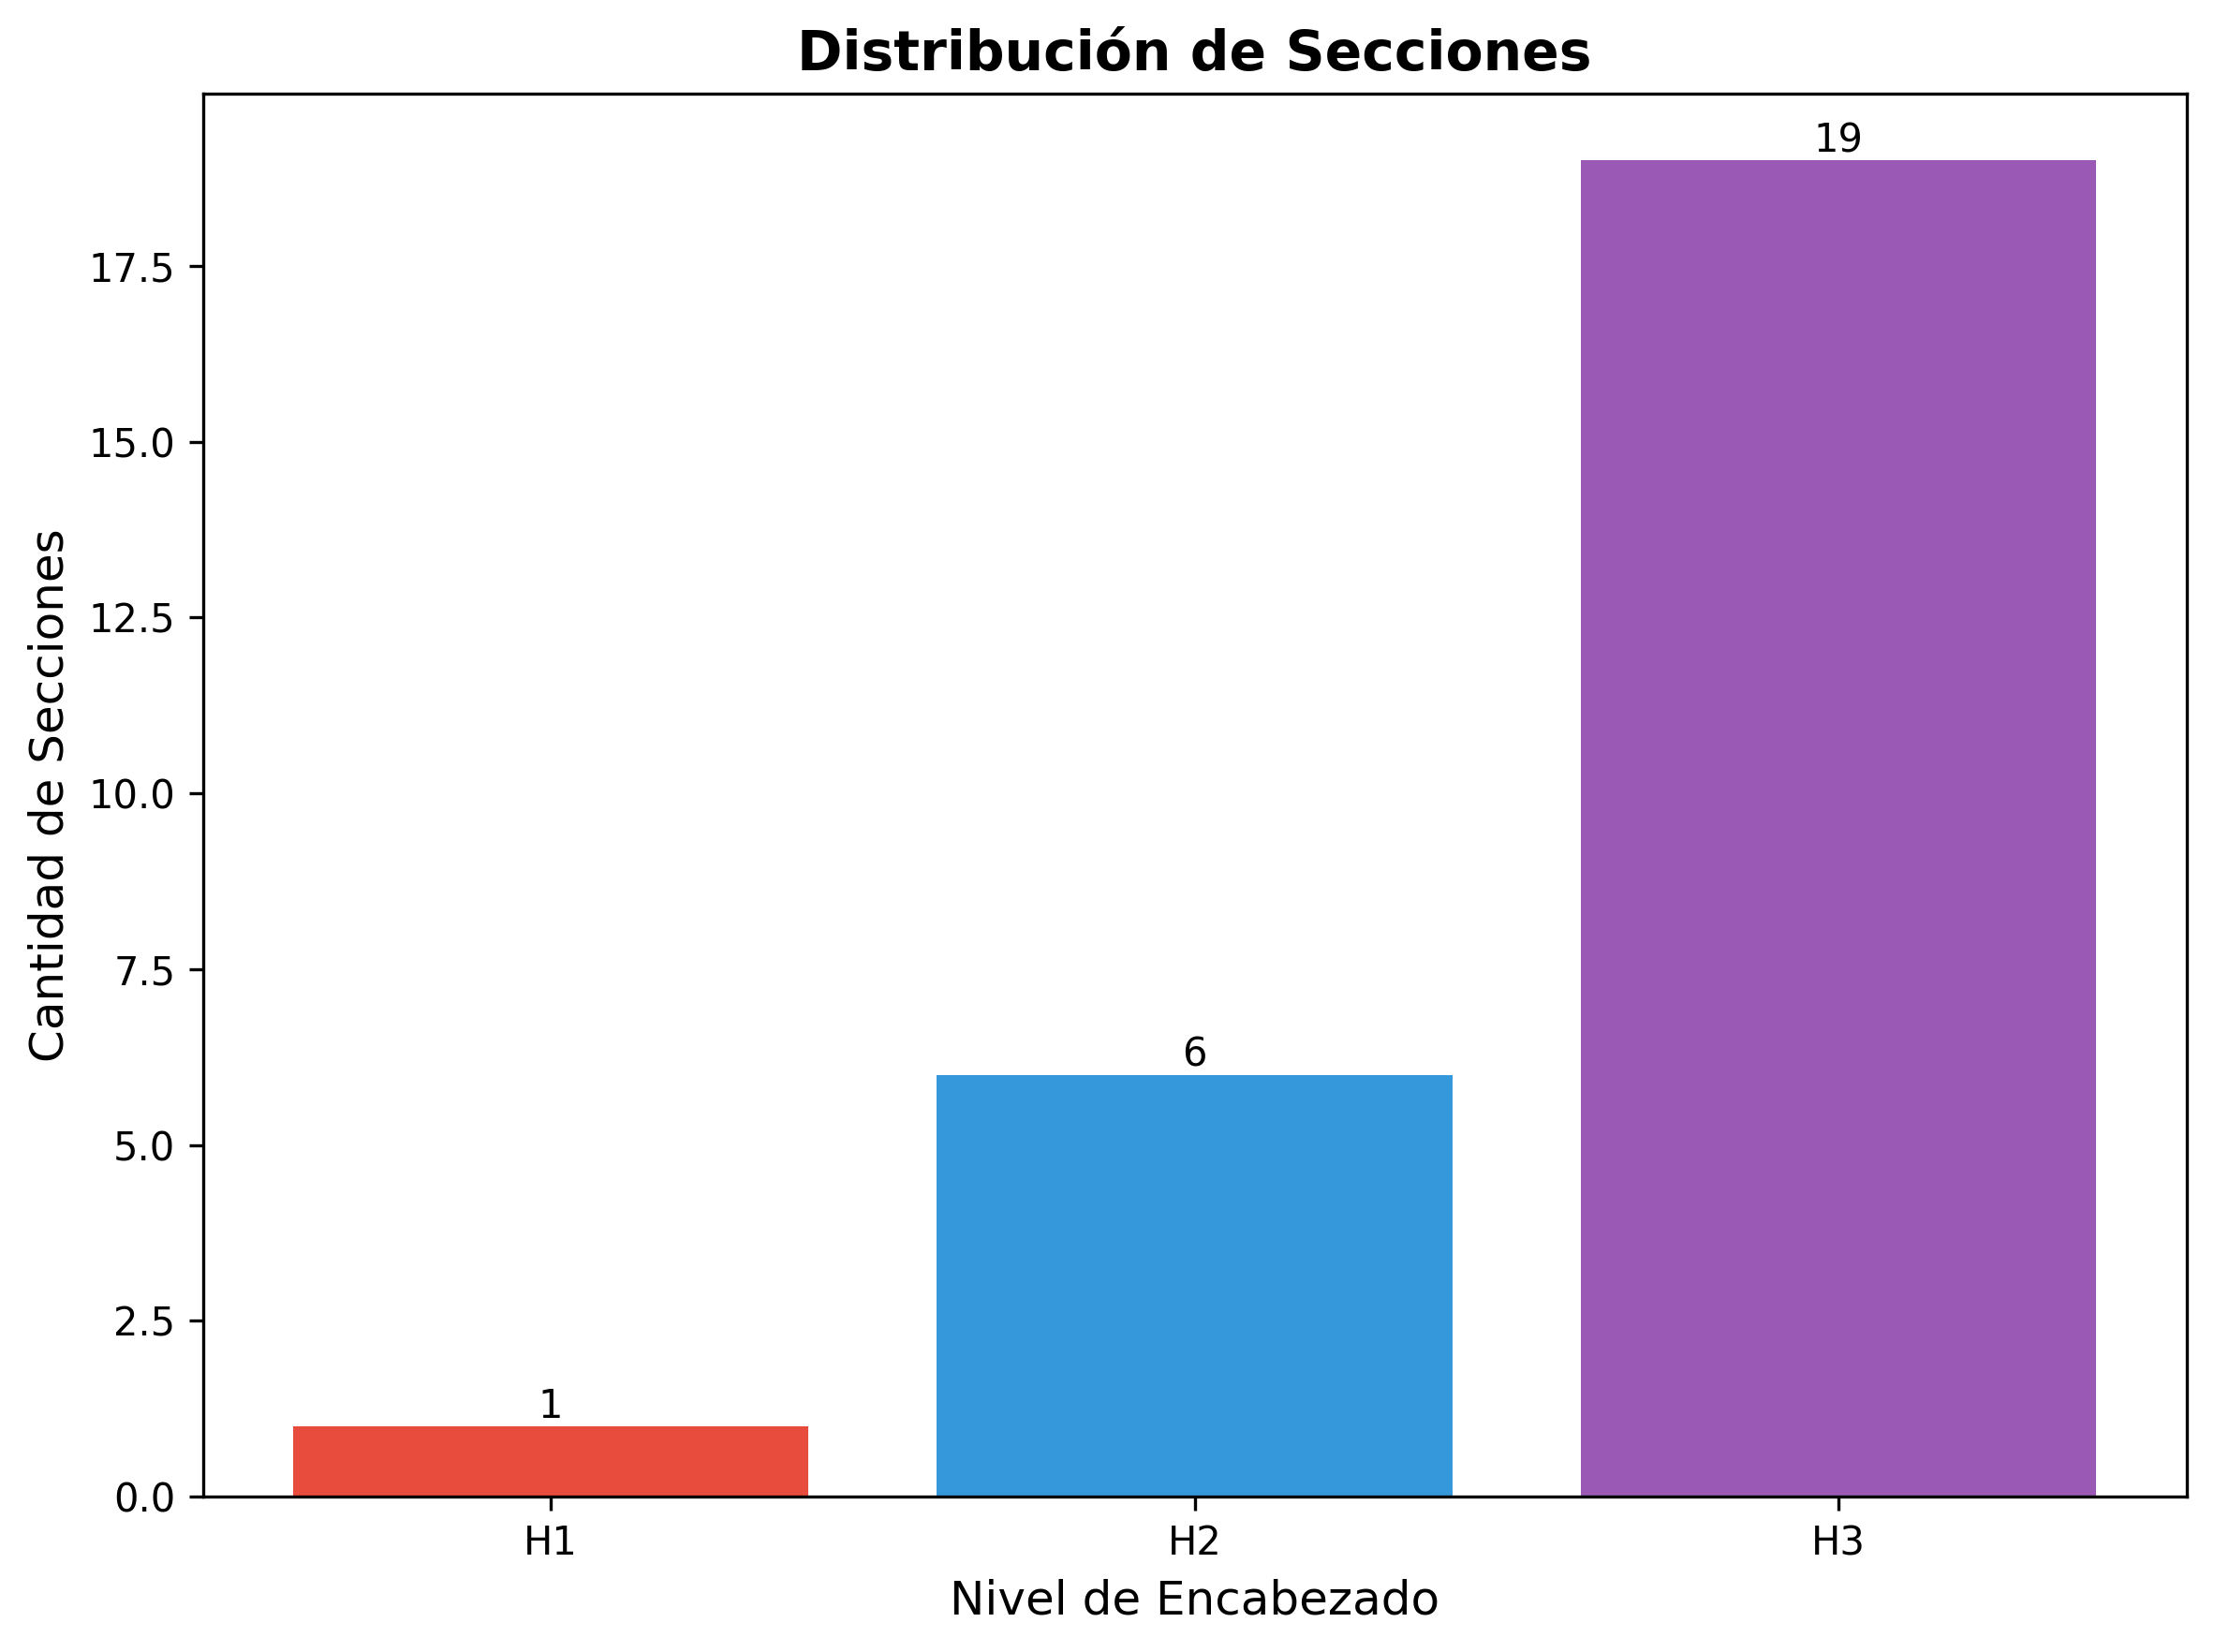 Distribución de Secciones
Cantidad de Secciones
17.5
15.0
12.5
10.0
7.5
5.0
2.5
0.0
1
6
19
H1
H2
H3
Nivel de Encabezado